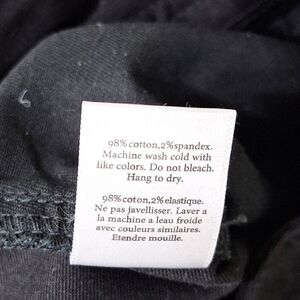 98% cotton,2%spandex.
Machine wash cold with
like colors. Do not bleach.
Hang to dry.
98%coton,2%elastique.
Ne pas javellisser. Laver a
la machine a leau froide
avec couleurs similaires.
Etendre mouille.